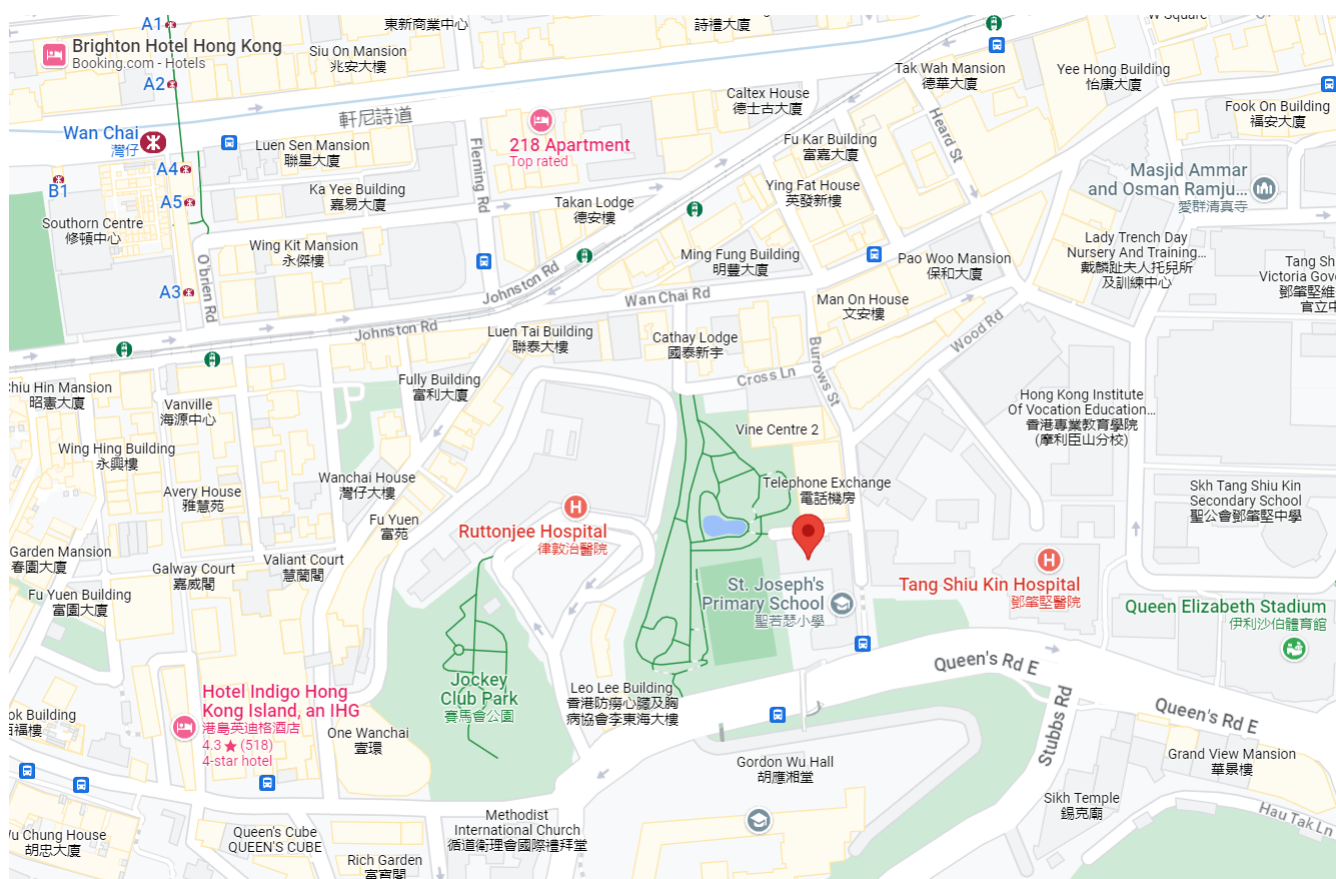 A1
東新商業中心
詩禮大廈
W Square
Brighton Hotel Hong Kong
Booking.com - Hotels
Siu On Mansion
兆安大樓
A2
Tak Wah Mansion
德華大廈
Yee Hong Building
怡康大廈
Caltex House
德士古大廈
Fook On Building
福安大廈
軒尼詩道
Wan Chai
灣仔
Luen Sen Mansion
聯星大廈
Fleming Rd
218 Apartment
Top rated
Fu Kar Building
富嘉大廈
Heard St
A4
B1
A5
Ka Yee Building
嘉易大廈
Ying Fat House
英發新樓
Masjid Ammar
and Osman Ramju...
愛群清真寺
Takan Lodge
德安樓
Southorn Centre
修頓中心
Wing Kit Mansion
永傑樓
O'brien Rd
A3
Johnston Rd
Ming Fung Building
明豐大廈
Pao Woo Mansion
保和大廈
Lady Trench Day
Nursery And Training...
戴麟趾夫人托兒所
及訓練中心
Tang Sh
Victoria Gov
鄧肇堅維
官立中
Wan Chai Rd
Man On House
文安樓
Johnston Rd
Luen Tai Building
聯泰大樓
Cathay Lodge
國泰新宇
Burrows St
Wood Rd
Cross Ln
Chiu Hin Mansion
昭憲大廈
Vanville
海源中心
Fully Building
富利大廈
Hong Kong Institute
Of Vocation Education...
香港專業教育學院
(摩利臣山分校)
Wing Hing Building
永興樓
Vine Centre 2
Wanchai House
灣仔大樓
Avery House
雅慧苑
Telephone Exchange
電話機房
Skh Tang Shiu Kin
Secondary School
聖公會鄧肇堅中學
Fu Yuen
富苑
Ruttonjee Hospital
律敦治醫院
Garden Mansion
春園大廈
Galway Court
嘉威閣
Valiant Court
慧蘭閣
Fu Yuen Building
富園大廈
St. Joseph's
Primary School
聖若瑟小學
Tang Shiu Kin Hospital
鄧肇堅醫院
Queen Elizabeth Stadium
伊利沙伯體育館
Queen's Rd E
Jockey
Club Park
賽馬會公園
Leo Lee Building
香港防癆心臟及胸
病協會李東海大樓
Hotel Indigo Hong
Kong Island, an IHG
港島英迪格酒店
4.3 ★ (518)
4-star hotel
ok Building
百福樓
One Wanchai
壹環
Stubbs Rd
Queen's Rd E
Gordon Wu Hall
胡應湘堂
Grand View Mansion
華景樓
Sikh Temple
錫克廟
Hau Tak Ln
Wu Chung House
胡忠大廈
Queen's Cube
QUEEN'S CUBE
Methodist
International Church
循道衛理會國際禮拜堂
Rich Garden
富寶閣